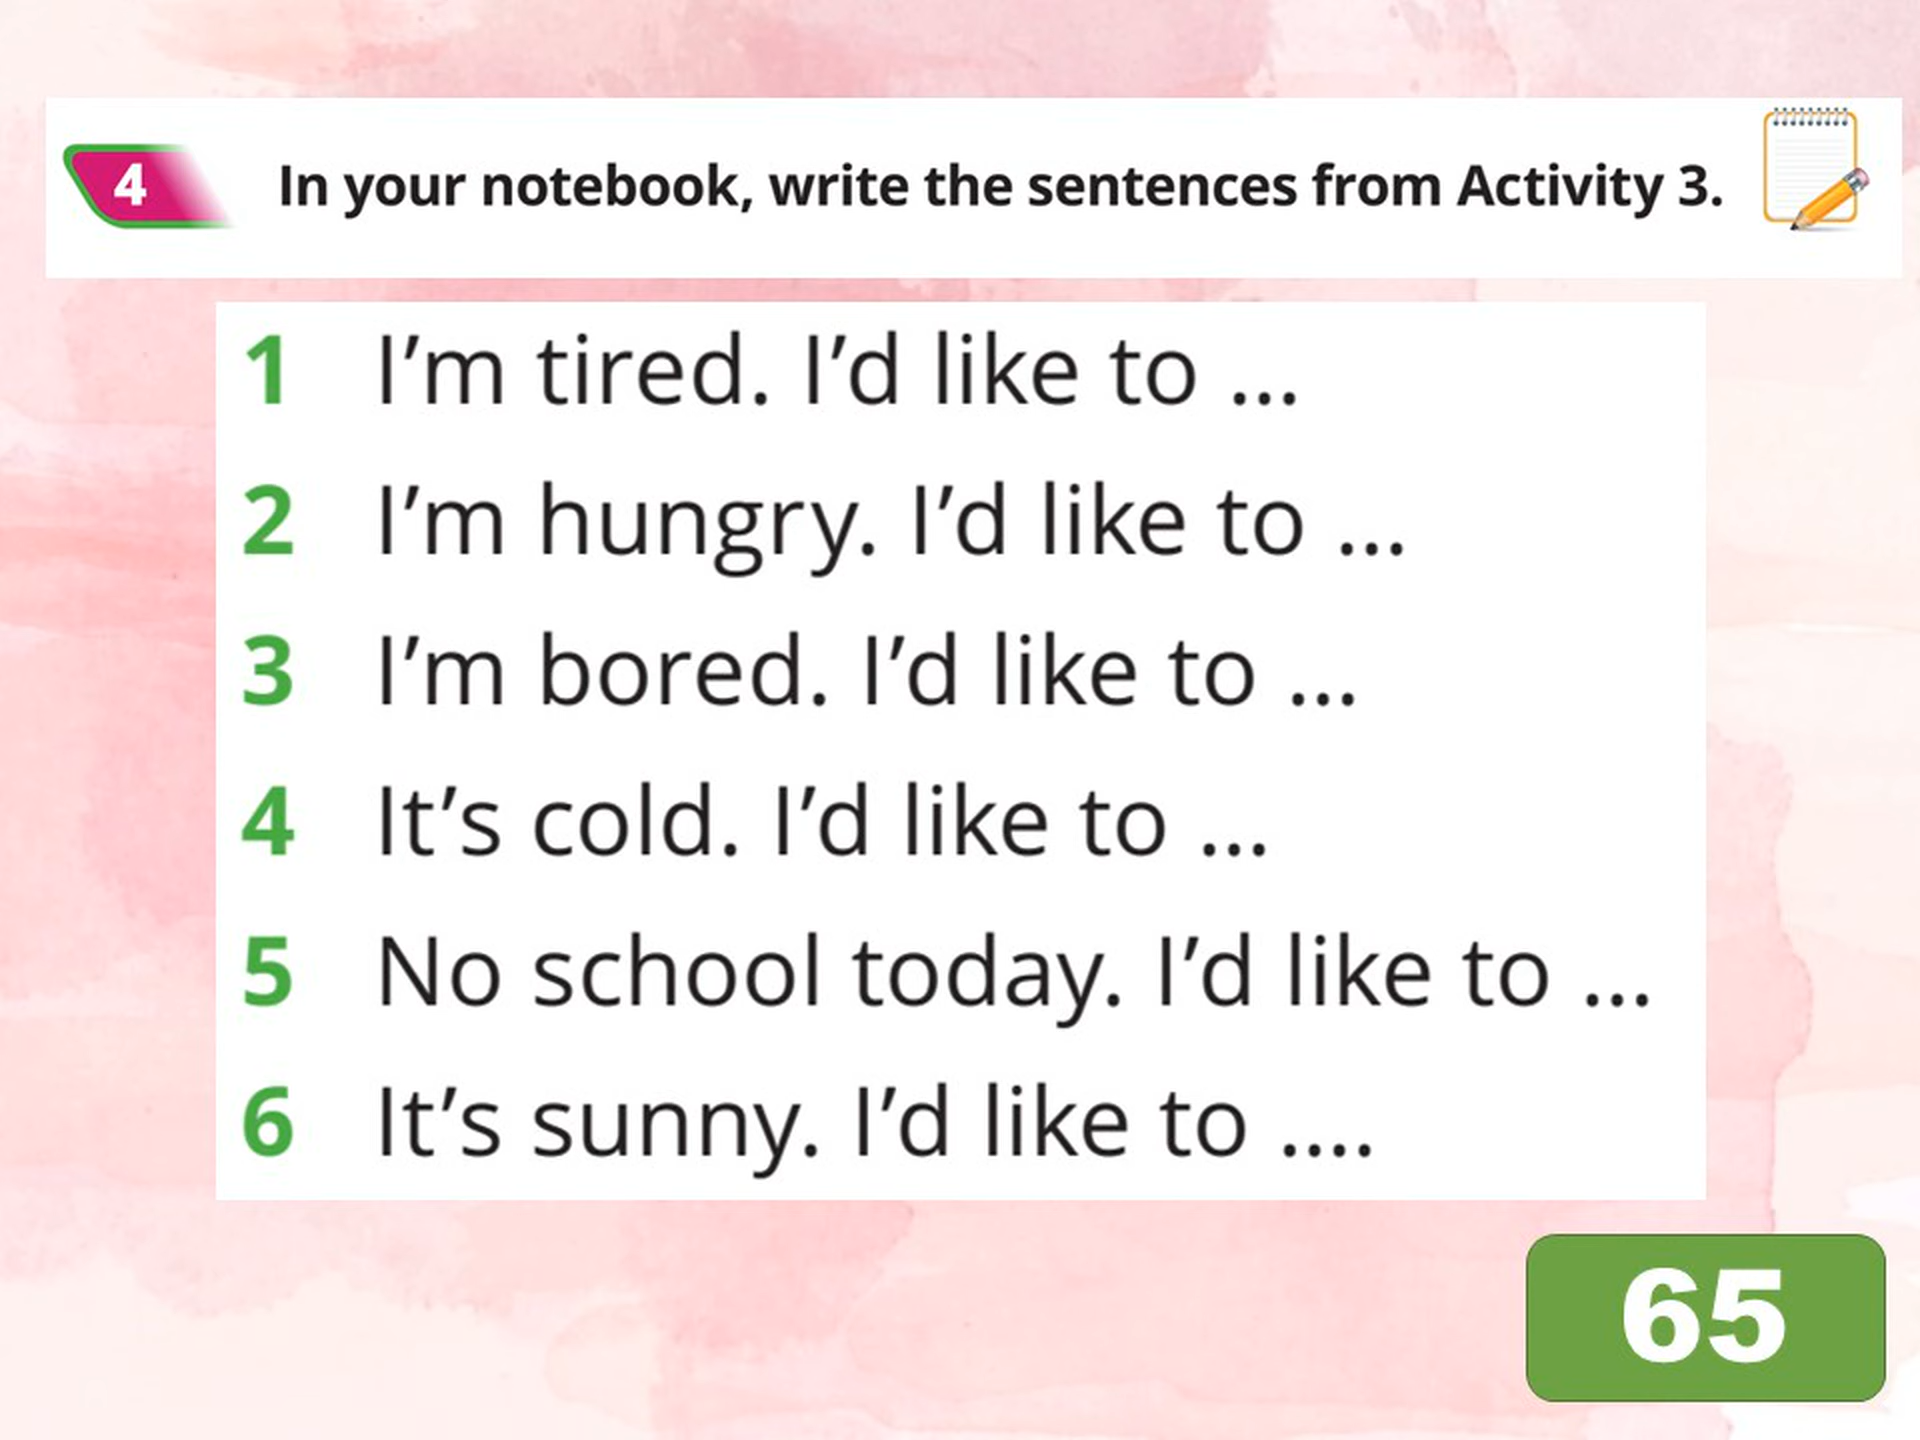 4 In your notebook, write the sentences from Activity 3.
1 I’m tired. I’d like to ...
2 I’m hungry. I’d like to ...
3 I’m bored. I’d like to ...
4 It’s cold. I’d like to ...
5 No school today. I’d like to ...
6 It’s sunny. I’d like to ....
65